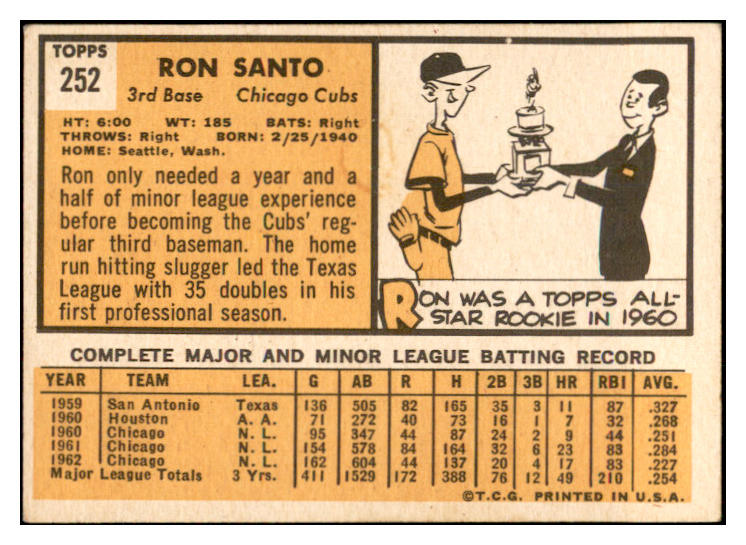 TOPPS
252
RON SANTO
3rd Base Chicago Cubs
HT: 6:00 WT: 185 BATS: Right
THROWS: Right BORN: 2/25/1940
HOME: Seattle, Wash.
Ron only needed a year and a
half of minor league experience
before becoming the Cubs' reg-
ular third baseman. The home
run hitting slugger led the Texas
League with 35 doubles in his
first professional season.
RON WAS A TOPPS ALL-
STAR ROOKIE IN 1960
COMPLETE MAJOR AND MINOR LEAGUE BATTING RECORD
YEAR TEAM LEA. G AB R H 2B 3B HR RBI AVG.
1959 San Antonio Texas 136 505 82 165 35 3 11 87 .327
1960 Houston A. A. 71 272 40 73 16 1 7 32 .268
1960 Chicago N. L. 95 347 44 87 24 2 9 44 .251
1961 Chicago N. L. 154 578 84 164 32 6 23 83 .284
1962 Chicago N. L. 162 604 44 137 20 4 17 83 .227
Major League Totals 3 Yrs. 411 1529 172 388 76 12 49 210 .254
©T.C.G. PRINTED IN U.S.A.